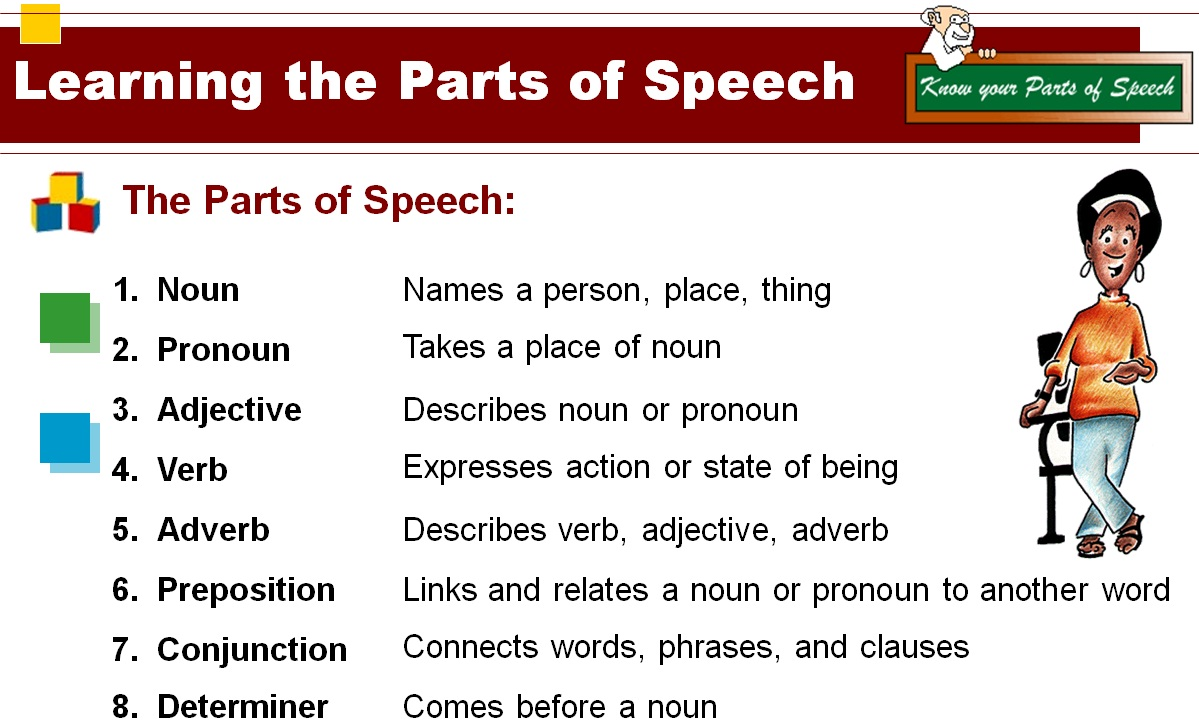 Learning the Parts of Speech
Know your Parts of Speech
The Parts of Speech:
1. Noun Names a person, place, thing
2. Pronoun Takes a place of noun
3. Adjective Describes noun or pronoun
4. Verb Expresses action or state of being
5. Adverb Describes verb, adjective, adverb
6. Preposition Links and relates a noun or pronoun to another word
7. Conjunction Connects words, phrases, and clauses
8. Determiner Comes before a noun